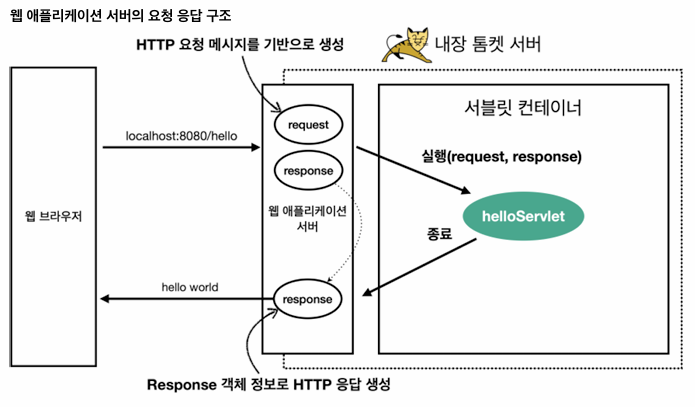 웹 애플리케이션 서버의 요청 응답 구조
HTTP 요청 메시지를 기반으로 생성
내장 톰켓 서버
서블릿 컨테이너
request
localhost:8080/hello
실행(request, response)
response
웹 브라우저
웹 애플리케이션
서버
helloServlet
종료
hello world
response
Response 객체 정보로 HTTP 응답 생성